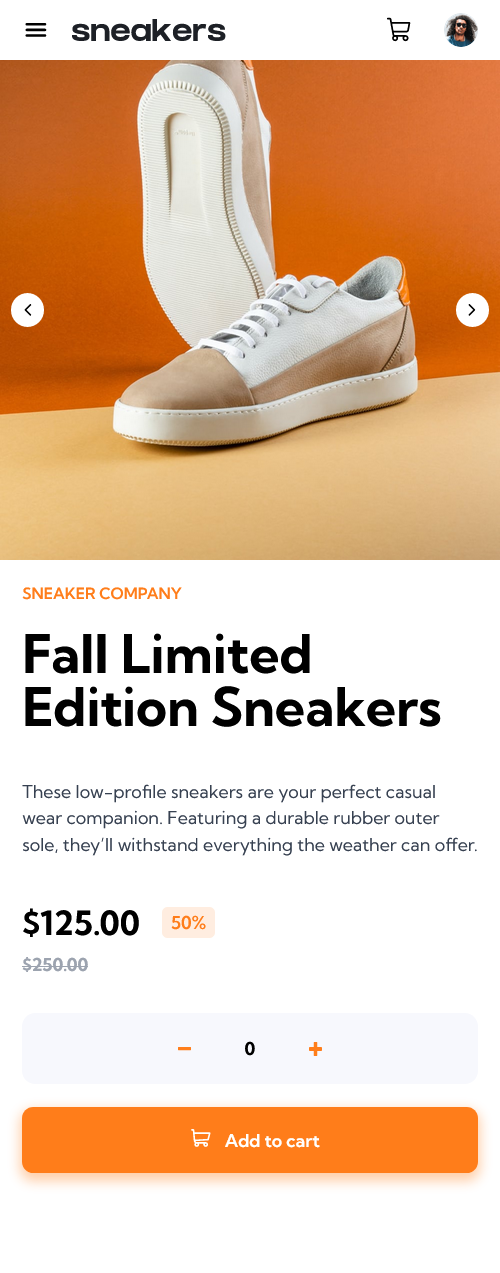 sneakers
SNEAKER COMPANY
Fall Limited
Edition Sneakers
These low-profile sneakers are your perfect casual
wear companion. Featuring a durable rubber outer
sole, they’ll withstand everything the weather can offer.
$125.00 50%
$250.00
0
Add to cart